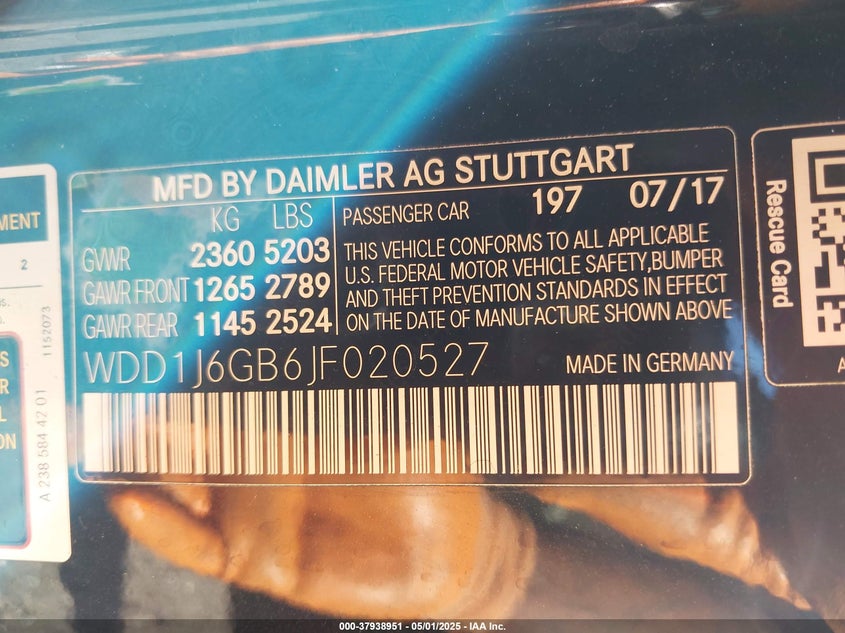 MFD BY DAIMLER AG STUTTGART
KG LBS
GVWR 2360 5203
GAWR FRONT 1265 2789
GAWR REAR 1145 2524
PASSENGER CAR 197 07/17
THIS VEHICLE CONFORMS TO ALL APPLICABLE
U.S. FEDERAL MOTOR VEHICLE SAFETY,BUMPER
AND THEFT PREVENTION STANDARDS IN EFFECT
ON THE DATE OF MANUFACTURE SHOWN ABOVE
WDD1J6GB6JF020527 MADE IN GERMANY
Rescue Card
2
A 238 584 42 01
1152073
000-37938951 - 05/01/2025 - IAA Inc.